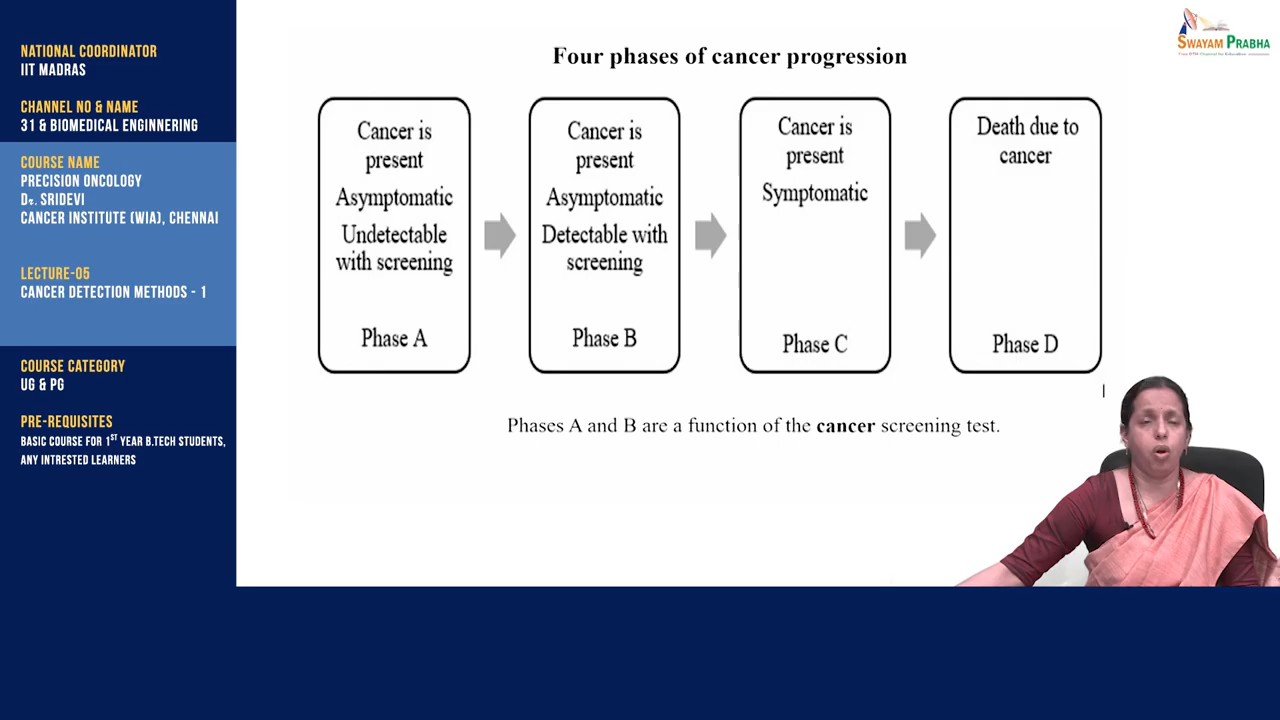 NATIONAL COORDINATOR
IIT MADRAS
CHANNEL NO & NAME
31 & BIOMEDICAL ENGINNERING
COURSE NAME
PRECISION ONCOLOGY
Dr. SRIDEVI
CANCER INSTITUTE (WIA), CHENNAI
LECTURE-05
CANCER DETECTION METHODS - 1
COURSE CATEGORY
UG & PG
PRE-REQUISITES
BASIC COURSE FOR 1ST YEAR B.TECH STUDENTS,
ANY INTRESTED LEARNERS
SWAYAM PRABHA
Four phases of cancer progression
Cancer is
present
Asymptomatic
Undetectable
with screening
Phase A
Cancer is
present
Asymptomatic
Detectable with
screening
Phase B
Cancer is
present
Symptomatic
Phase C
Death due to
cancer
Phase D
Phases A and B are a function of the cancer screening test.